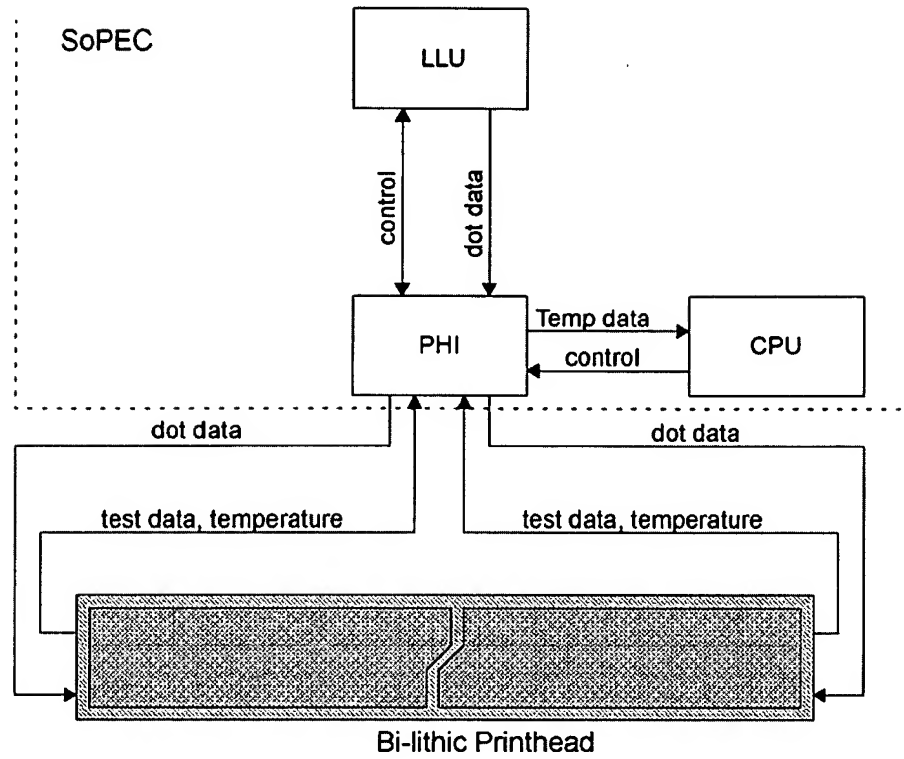 SoPEC
LLU
control
dot data
PHI
Temp data
control
CPU
dot data
dot data
test data, temperature
test data, temperature
Bi-lithic Printhead